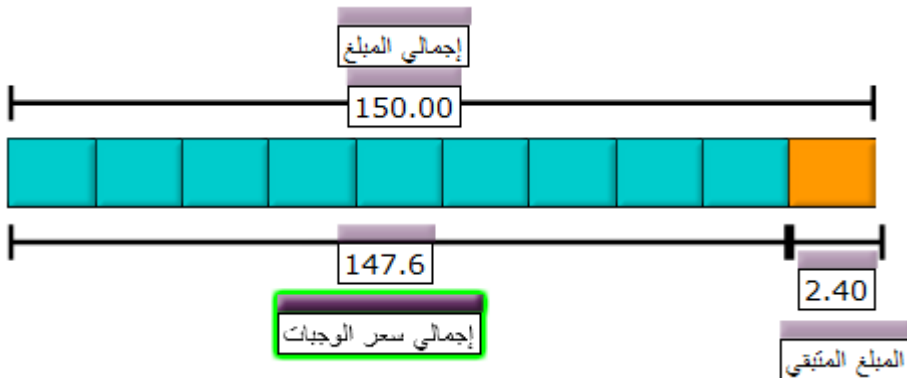 إجمالي المبلغ
150.00
147.6
2.40
إجمالي سعر الوجبات
المبلغ المتبقي